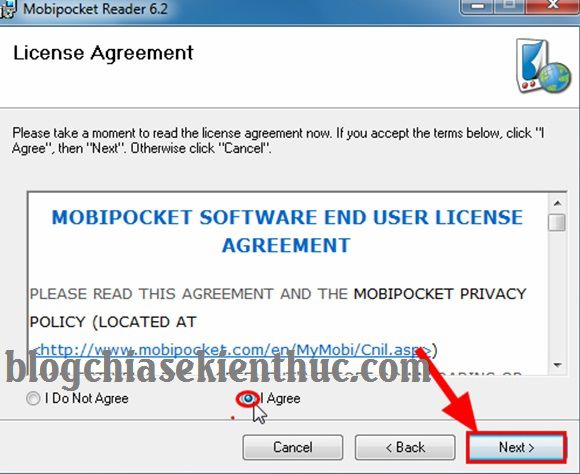 Mobipocket Reader 6.2
License Agreement
Please take a moment to read the license agreement now. If you accept the terms below, click "I
Agree", then "Next". Otherwise click "Cancel".
MOBIPOCKET SOFTWARE END USER LICENSE
AGREEMENT
PLEASE READ THIS AGREEMENT AND THE MOBIPOCKET PRIVACY
POLICY (LOCATED AT
<http://www.mobipocket.com/en/MyMobi/Cnil.asp>)
blogchiasekienthuc.com
I Do Not Agree
I Agree
Cancel
< Back
Next >